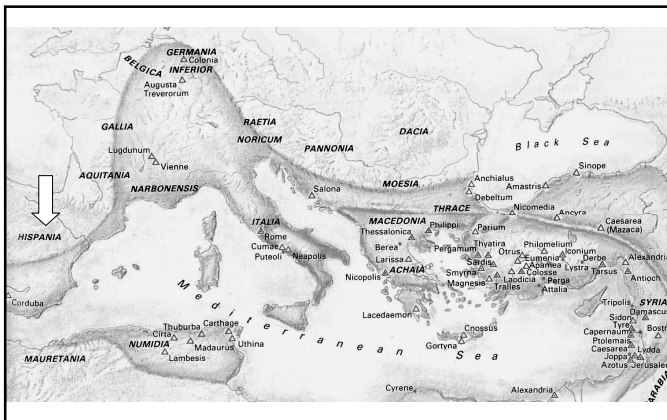 GERMANIA
INFERIOR
BELGICA
Colonia
Augusta
Treverorum
RAETIA
NORICUM
GALLIA
PANNONIA
DACIA
Black Sea
Lugdunum
Vienne
AQUITANIA
NARBONENSIS
Salona
MOESIA
Anchialus
Debeltum
Sinope
Amastris
THRACE
Nicomedia
Ancyra
HISPANIA
ITALIA
Rome
Cumae
Puteoli
Neapolis
MACEDONIA
Philippi
Thessalonica
Parium
Caesarea
(Mazaca)
Berea
Pergamum
Thyatira
Otrus
Philomelium
Eumenia
Iconium
Larissa
Sardis
Apamea
Derbe
Alexandria
Nicopolis
ACHAIA
Smyrna
Colosse
Lystra
Tarsus
Antioch
Magnesia
Laodicia
Perga
Tralles
Attalia
Corduba
Mediterranean Sea
Lacedaemon
Tripolis
SYRIA
Damascus
Sidon
Tyre
Bostr
Thuburba
Carthage
Cirta
Cnossus
Capernaum
Ptolemais
NUMIDIA
Madaurus
Uthina
Gortyna
Caesarea
MAURETANIA
Lambesis
Joppa
Lydda
Azotus
Jerusalem
Cyrene
Alexandria
ARABIA